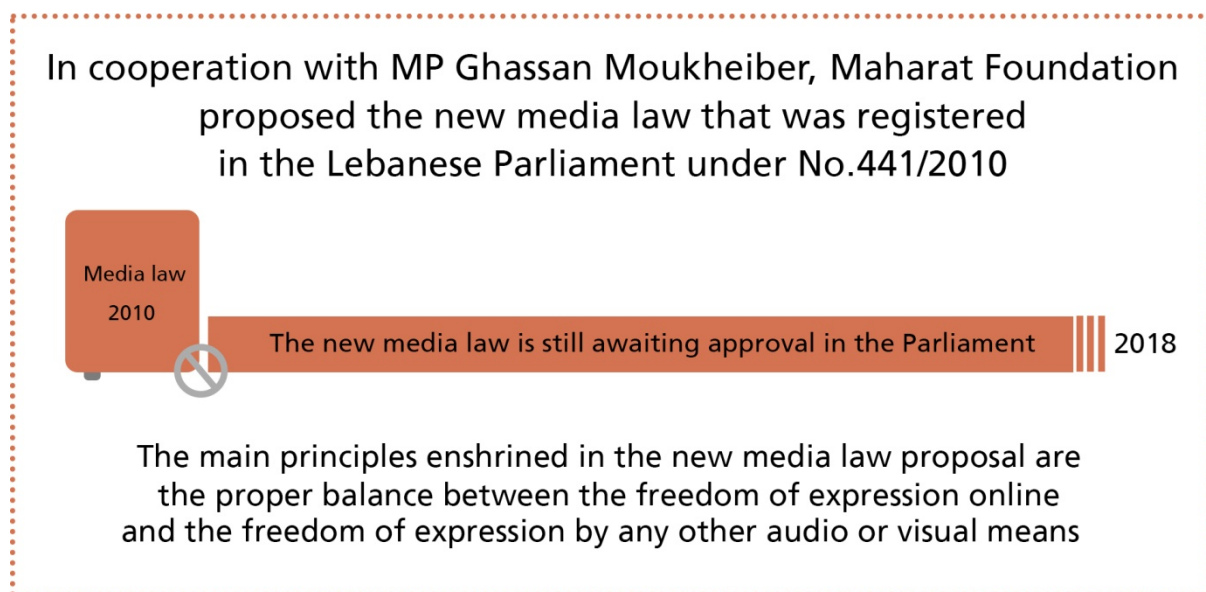 In cooperation with MP Ghassan Moukheiber, Maharat Foundation
proposed the new media law that was registered
in the Lebanese Parliament under No.441/2010
Media law
2010
The new media law is still awaiting approval in the Parliament
2018
The main principles enshrined in the new media law proposal are
the proper balance between the freedom of expression online
and the freedom of expression by any other audio or visual means